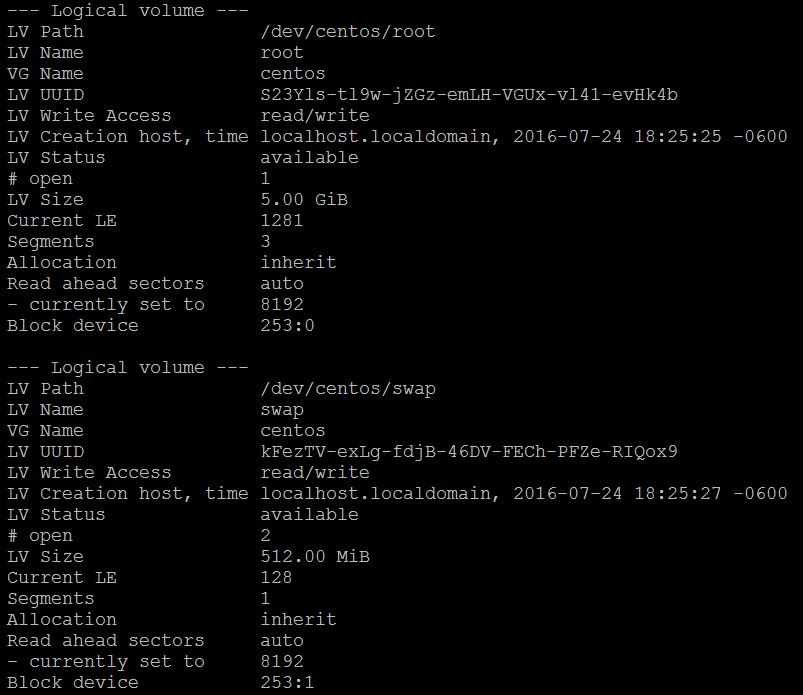 --- Logical volume ---
LV Path                /dev/centos/root
LV Name                root
VG Name                centos
LV UUID                S23Yls-tl9w-jZGz-emLH-VGUx-vl41-evHk4b
LV Write Access        read/write
LV Creation host, time localhost.localdomain, 2016-07-24 18:25:25 -0600
LV Status              available
# open                 1
LV Size                5.00 GiB
Current LE             1281
Segments               3
Allocation             inherit
Read ahead sectors     auto
- currently set to     8192
Block device           253:0

--- Logical volume ---
LV Path                /dev/centos/swap
LV Name                swap
VG Name                centos
LV UUID                kFezTV-exLg-fdjB-46DV-FECh-PFZe-RIQox9
LV Write Access        read/write
LV Creation host, time localhost.localdomain, 2016-07-24 18:25:27 -0600
LV Status              available
# open                 2
LV Size                512.00 MiB
Current LE             128
Segments               1
Allocation             inherit
Read ahead sectors     auto
- currently set to     8192
Block device           253:1